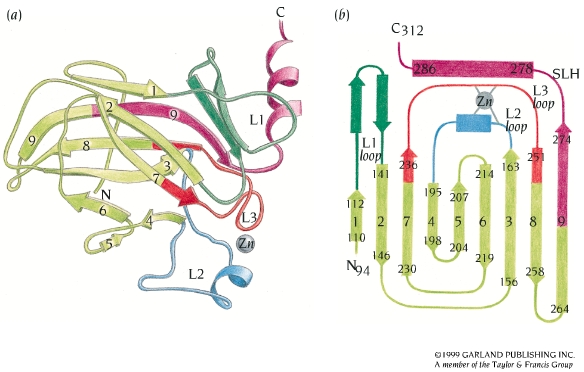 (a)
C
1
2
L1
9
9
8
3
7
N
6
L3
4
5
Zn
L2
(b)
C312
286 278
SLH
L3
loop
Zn
L2
loop
L1
loop
274
236
251
141
163
214
195
207
112
1 2 7 4 5 6 3 8 9
110
198
204
N94
146
230
219
156
258
264
©1999 GARLAND PUBLISHING INC.
A member of the Taylor & Francis Group